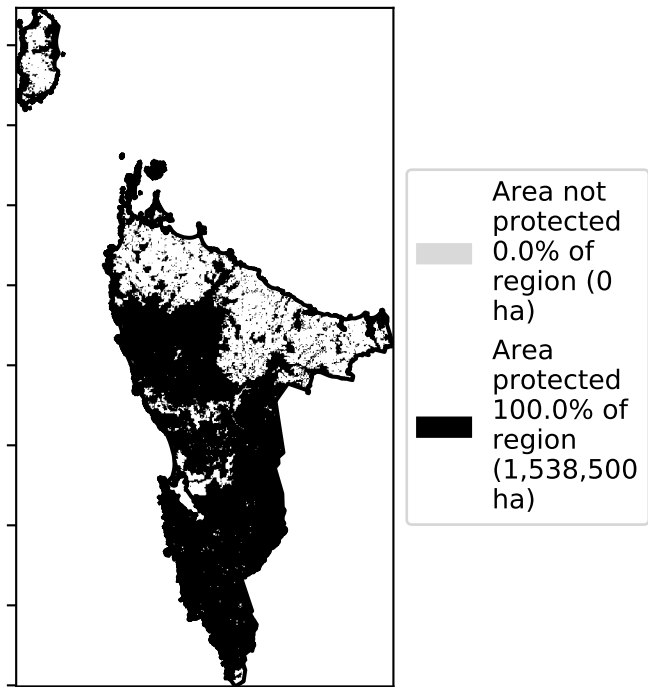 Area not
protected
0.0% of
region (0
ha)
Area
protected
100.0% of
region
(1,538,500
ha)